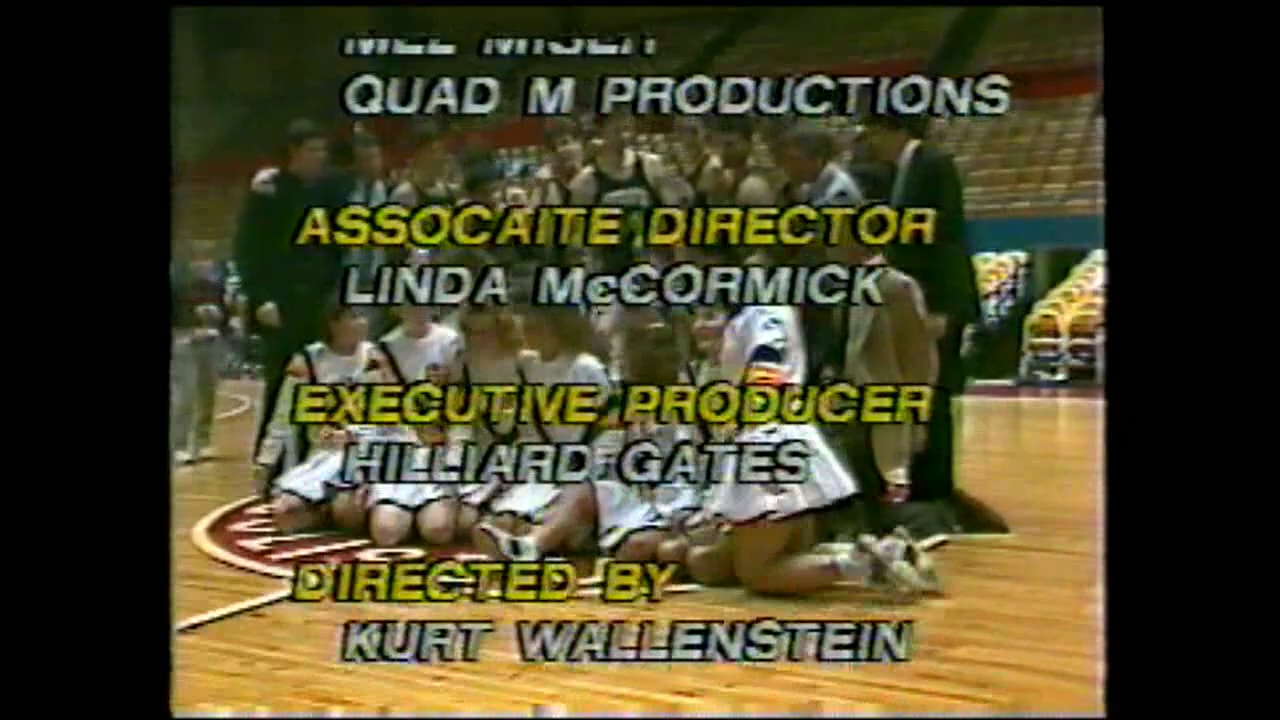 QUAD M PRODUCTIONS
ASSOCAITE DIRECTOR
LINDA McCORMICK
EXECUTIVE PRODUCER
HILLIARD GATES
DIRECTED BY
KURT WALLENSTEIN